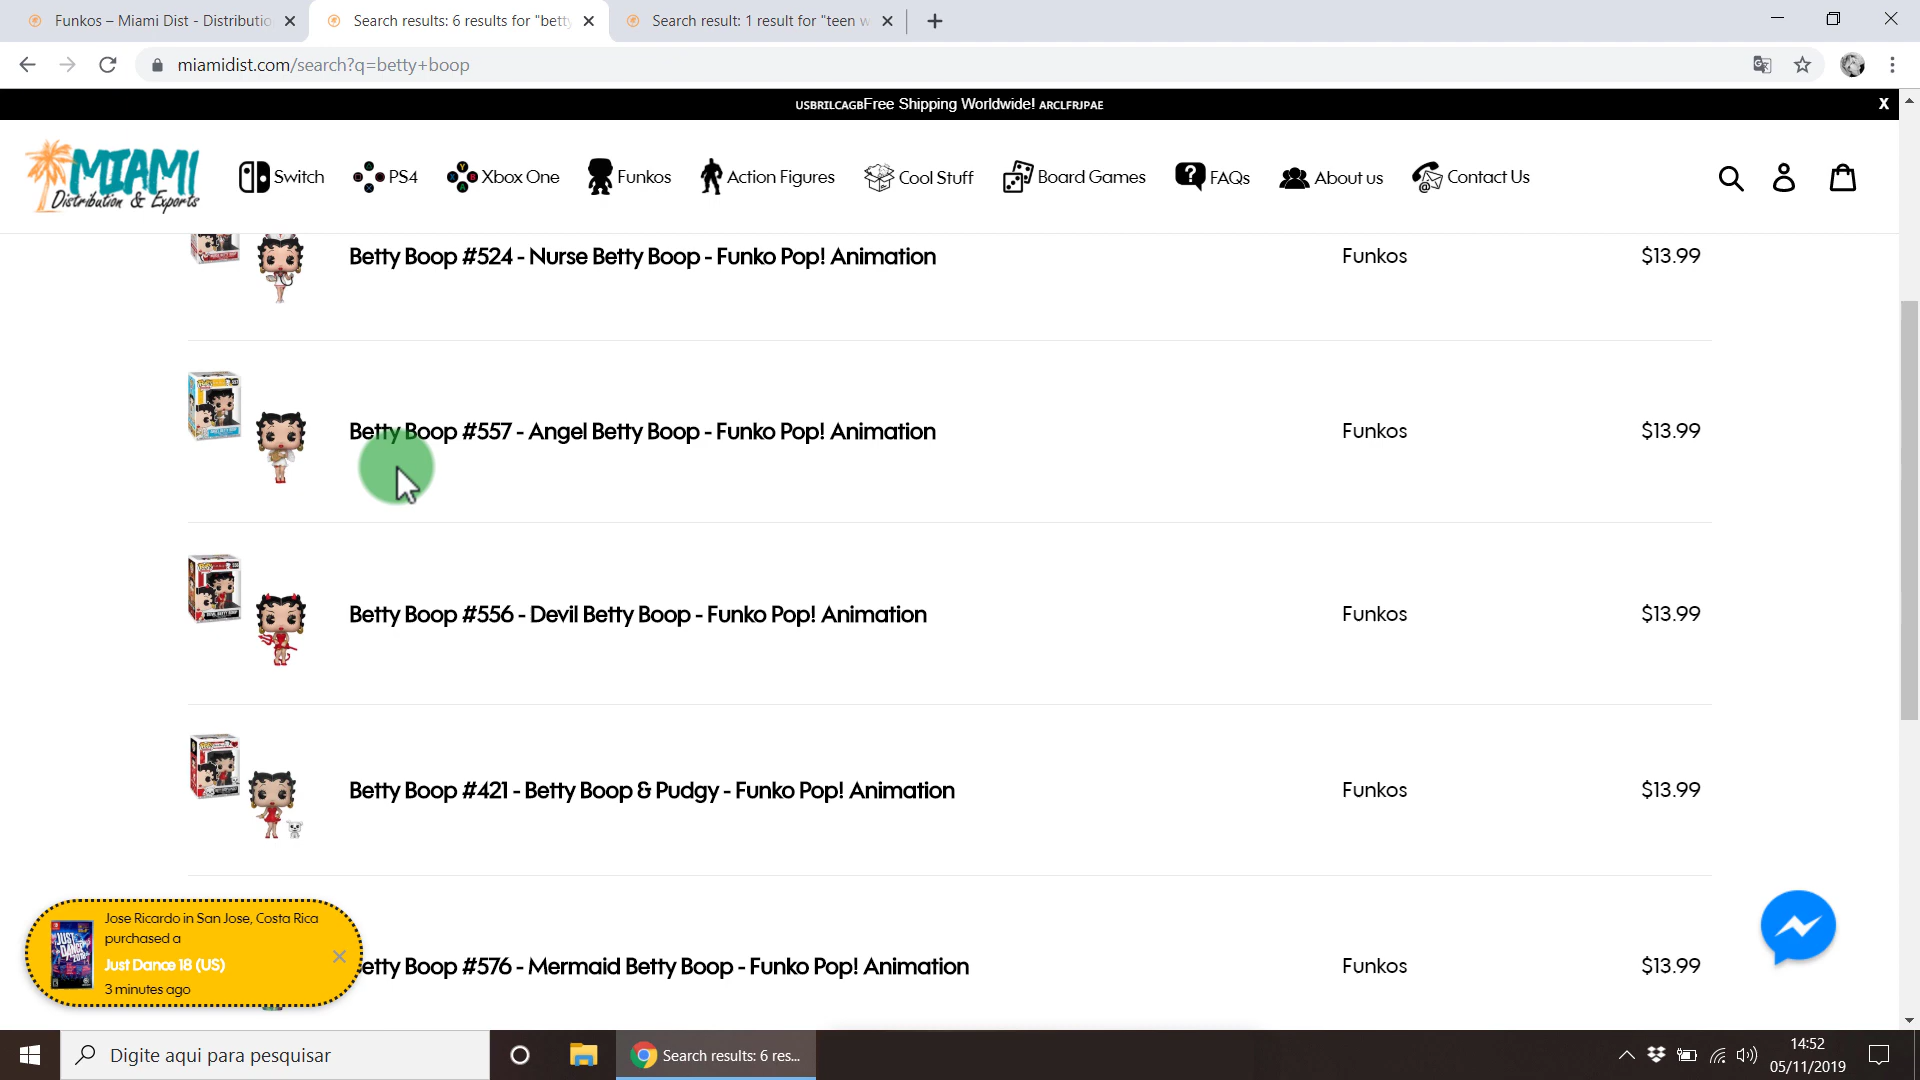 Funkos – Miami Dist - Distributio
Search results: 6 results for "betty
Search result: 1 result for "teen w
miamidist.com/search?q=betty+boop
USBRILCAGBFree Shipping Worldwide! ARCLFRJPAE
X
MIAMI
Distribution & Exports
Switch
PS4
Xbox One
Funkos
Action Figures
Cool Stuff
Board Games
FAQs
About us
Contact Us
Betty Boop #524 - Nurse Betty Boop - Funko Pop! Animation
Funkos
$13.99
Betty Boop #557 - Angel Betty Boop - Funko Pop! Animation
Funkos
$13.99
Betty Boop #556 - Devil Betty Boop - Funko Pop! Animation
Funkos
$13.99
Betty Boop #421 - Betty Boop & Pudgy - Funko Pop! Animation
Funkos
$13.99
etty Boop #576 - Mermaid Betty Boop - Funko Pop! Animation
Funkos
$13.99
Jose Ricardo in San Jose, Costa Rica
purchased a
Just Dance 18 (US)
3 minutes ago
JUST
DANCE
Digite aqui para pesquisar
Search results: 6 res...
14:52
05/11/2019